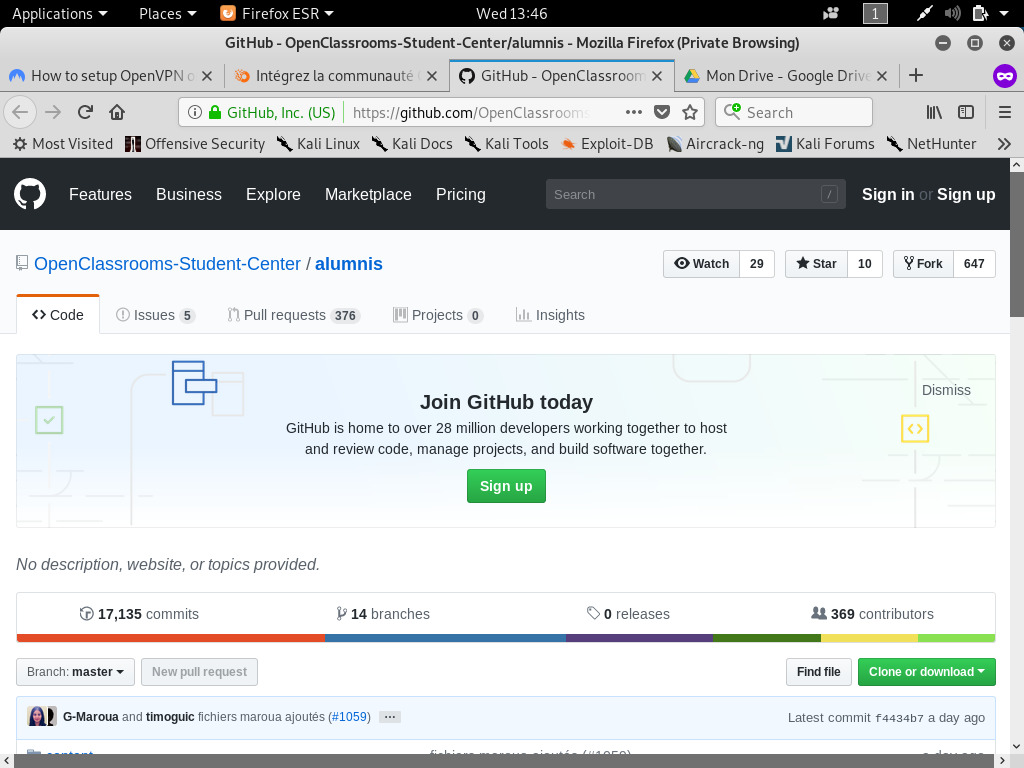 Applications Places Firefox ESR Wed 13:46 1
GitHub - OpenClassrooms-Student-Center/alumnis - Mozilla Firefox (Private Browsing)
How to setup OpenVPN o Intégrez la communauté GitHub - OpenClassroom Mon Drive - Google Drive
GitHub, Inc. (US) https://github.com/OpenClassrooms Search
Most Visited Offensive Security Kali Linux Kali Docs Kali Tools Exploit-DB Aircrack-ng Kali Forums NetHunter
Features Business Explore Marketplace Pricing Search / Sign in or Sign up
OpenClassrooms-Student-Center / alumnis Watch 29 Star 10 Fork 647
Code Issues 5 Pull requests 376 Projects 0 Insights
Dismiss
Join GitHub today
GitHub is home to over 28 million developers working together to host
and review code, manage projects, and build software together.
Sign up
No description, website, or topics provided.
17,135 commits 14 branches 0 releases 369 contributors
Branch: master New pull request Find file Clone or download
G-Maroua and timoguic fichiers maroua ajoutés (#1059) … Latest commit f4434b7 a day ago
content fichiers maroua ajoutés (#1059) a day ago